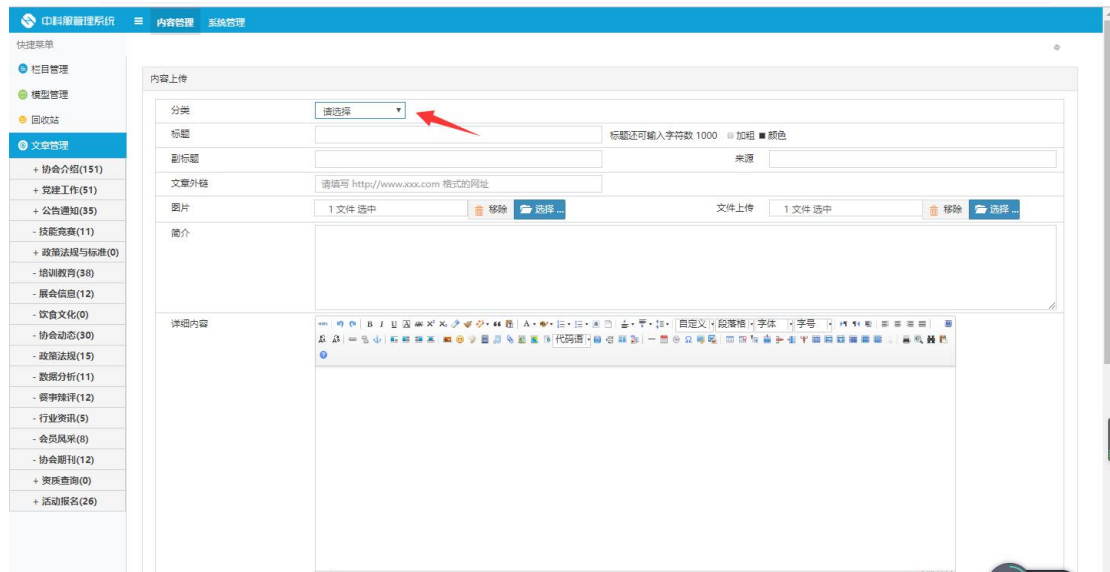 中科服管理系统 内容管理 系统管理
快捷菜单
栏目管理
模型管理
回收站
文章管理
+ 协会介绍(151)
+ 党建工作(51)
+ 公告通知(35)
- 技能竞赛(11)
+ 政策法规与标准(0)
- 培训教育(38)
- 展会信息(12)
- 饮食文化(0)
- 协会动态(30)
- 政策法规(15)
- 数据分析(11)
- 餐事辣评(12)
- 行业资讯(5)
- 会员风采(8)
- 协会期刊(12)
+ 资质查询(0)
+ 活动报名(26)
内容上传
分类 请选择
标题 标题还可输入字符数 1000 加粗 颜色
副标题 来源
文章外链 请填写 http://www.xxx.com 格式的网址
图片 1 文件 选中 移除 选择 ... 文件上传 1 文件 选中 移除 选择 ...
简介
详细内容
自定义 段落格 字体 字号
代码语